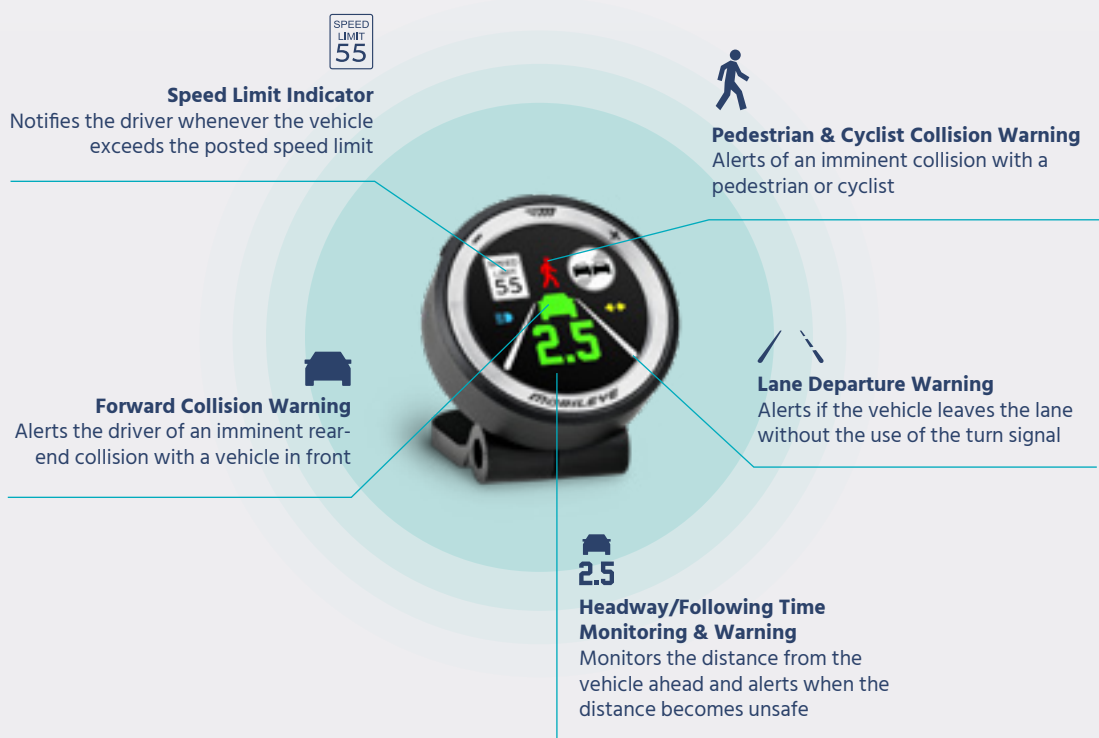 SPEED
LIMIT
55
Speed Limit Indicator
Notifies the driver whenever the vehicle
exceeds the posted speed limit
Pedestrian & Cyclist Collision Warning
Alerts of an imminent collision with a
pedestrian or cyclist
SPEED
LIMIT
55
2.5
MOBILEYE
Forward Collision Warning
Alerts the driver of an imminent rear-
end collision with a vehicle in front
Lane Departure Warning
Alerts if the vehicle leaves the lane
without the use of the turn signal
2.5
Headway/Following Time
Monitoring & Warning
Monitors the distance from the
vehicle ahead and alerts when the
distance becomes unsafe